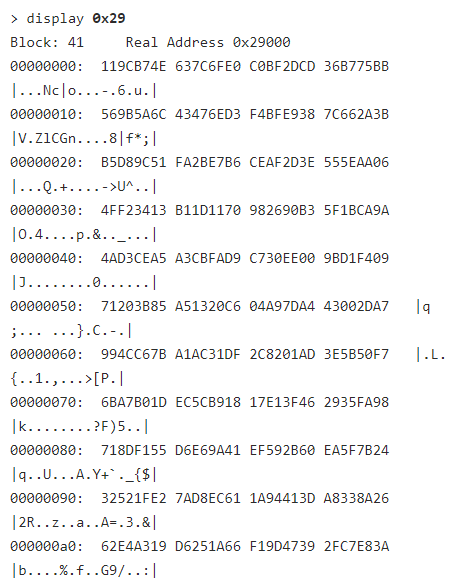 > display 0x29
Block: 41     Real Address 0x29000
00000000:  119CB74E 637C6FE0 C0BF2DCD 36B775BB
|...Nc|o...-.6.u.|
00000010:  569B5A6C 43476ED3 F4BFE938 7C662A3B
|V.ZlCGn....8|f*;|
00000020:  B5D89C51 FA2BE7B6 CEAF2D3E 555EAA06
|...Q.+....->U^..|
00000030:  4FF23413 B11D1170 982690B3 5F1BCA9A
|O.4....p.&.._...|
00000040:  4AD3CEA5 A3CBFAD9 C730EE00 9BD1F409
|J........0......|
00000050:  71203B85 A51320C6 04A97DA4 43002DA7   |q
;... ...}.C.-.|
00000060:  994CC67B A1AC31DF 2C8201AD 3E5B50F7   |.L.
{..1.,...>[P.|
00000070:  6BA7B01D EC5CB918 17E13F46 2935FA98
|k........?F)5..|
00000080:  718DF155 D6E69A41 EF592B60 EA5F7B24
|q..U...A.Y+`._{$|
00000090:  32521FE2 7AD8EC61 1A94413D A8338A26
|2R..z..a..A=.3.&|
000000a0:  62E4A319 D6251A66 F19D4739 2FC7E83A
|b....%.f..G9/..:|